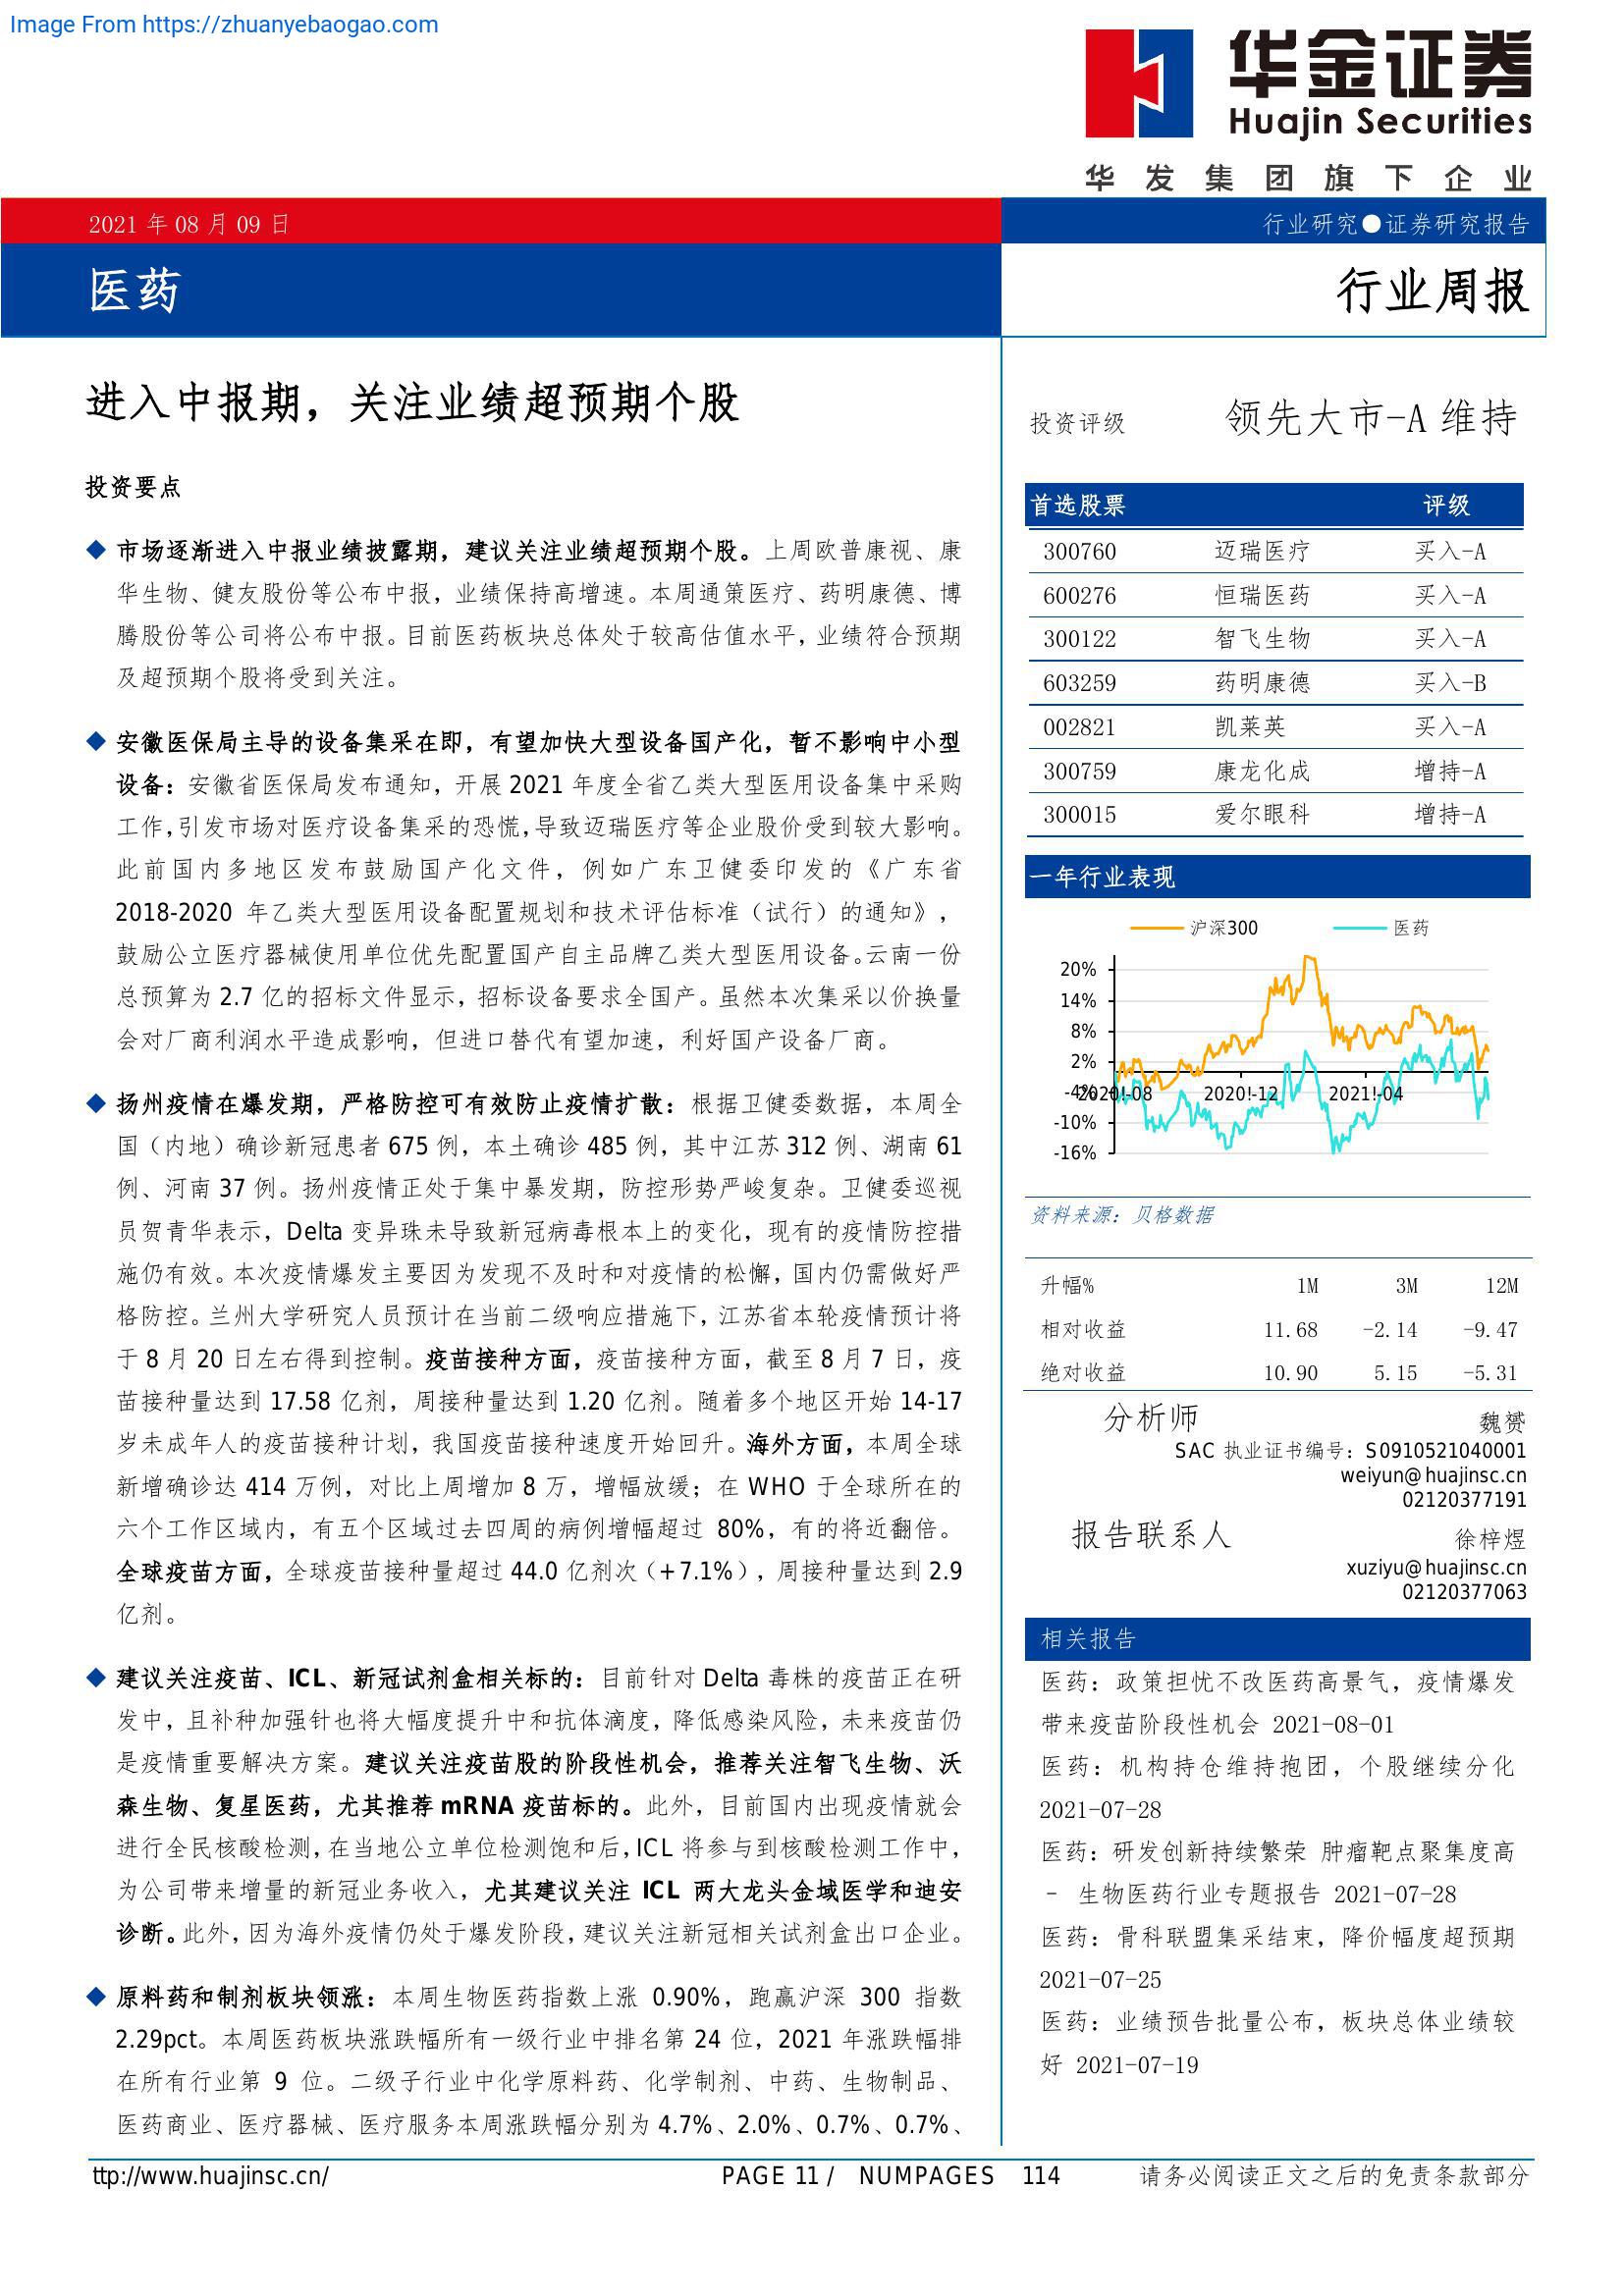 Image From https://zhuanyebaogao.com
华金证券
Huajin Securities
华发集团旗下企业
2021 年 08 月 09 日
行业研究●证券研究报告
医药
行业周报
进入中报期，关注业绩超预期个股
投资要点
◆ 市场逐渐进入中报业绩披露期，建议关注业绩超预期个股。上周欧普康视、康
华生物、健友股份等公布中报，业绩保持高增速。本周通策医疗、药明康德、博
腾股份等公司将公布中报。目前医药板块总体处于较高估值水平，业绩符合预期
及超预期个股将受到关注。
◆ 安徽医保局主导的设备集采在即，有望加快大型设备国产化，暂不影响中小型
设备：安徽省医保局发布通知，开展 2021 年度全省乙类大型医用设备集中采购
工作，引发市场对医疗设备集采的恐慌，导致迈瑞医疗等企业股价受到较大影响。
此前国内多地区发布鼓励国产化文件，例如广东卫健委印发的《广东省
2018-2020 年乙类大型医用设备配置规划和技术评估标准（试行）的通知》，
鼓励公立医疗器械使用单位优先配置国产自主品牌乙类大型医用设备。云南一份
总预算为 2.7 亿的招标文件显示，招标设备要求全国产。虽然本次集采以价换量
会对厂商利润水平造成影响，但进口替代有望加速，利好国产设备厂商。
◆ 扬州疫情在爆发期，严格防控可有效防止疫情扩散：根据卫健委数据，本周全
国（内地）确诊新冠患者 675 例，本土确诊 485 例，其中江苏 312 例、湖南 61
例、河南 37 例。扬州疫情正处于集中暴发期，防控形势严峻复杂。卫健委巡视
员贺青华表示，Delta 变异珠未导致新冠病毒根本上的变化，现有的疫情防控措
施仍有效。本次疫情爆发主要因为发现不及时和对疫情的松懈，国内仍需做好严
格防控。兰州大学研究人员预计在当前二级响应措施下，江苏省本轮疫情预计将
于 8 月 20 日左右得到控制。疫苗接种方面，疫苗接种方面，截至 8 月 7 日，疫
苗接种量达到 17.58 亿剂，周接种量达到 1.20 亿剂。随着多个地区开始 14-17
岁未成年人的疫苗接种计划，我国疫苗接种速度开始回升。海外方面，本周全球
新增确诊达 414 万例，对比上周增加 8 万，增幅放缓；在 WHO 于全球所在的
六个工作区域内，有五个区域过去四周的病例增幅超过 80%，有的将近翻倍。
全球疫苗方面，全球疫苗接种量超过 44.0 亿剂次（+7.1%），周接种量达到 2.9
亿剂。
◆ 建议关注疫苗、ICL、新冠试剂盒相关标的：目前针对 Delta 毒株的疫苗正在研
发中，且补种加强针也将大幅度提升中和抗体滴度，降低感染风险，未来疫苗仍
是疫情重要解决方案。建议关注疫苗股的阶段性机会，推荐关注智飞生物、沃
森生物、复星医药，尤其推荐 mRNA 疫苗标的。此外，目前国内出现疫情就会
进行全民核酸检测，在当地公立单位检测饱和后，ICL 将参与到核酸检测工作中，
为公司带来增量的新冠业务收入，尤其建议关注 ICL 两大龙头金域医学和迪安
诊断。此外，因为海外疫情仍处于爆发阶段，建议关注新冠相关试剂盒出口企业。
◆ 原料药和制剂板块领涨：本周生物医药指数上涨 0.90%，跑赢沪深 300 指数
2.29pct。本周医药板块涨跌幅所有一级行业中排名第 24 位，2021 年涨跌幅排
在所有行业第 9 位。二级子行业中化学原料药、化学制剂、中药、生物制品、
医药商业、医疗器械、医疗服务本周涨跌幅分别为 4.7%、2.0%、0.7%、0.7%、
投资评级 领先大市-A 维持
首选股票 评级
300760 迈瑞医疗 买入-A
600276 恒瑞医药 买入-A
300122 智飞生物 买入-A
603259 药明康德 买入-B
002821 凯莱英 买入-A
300759 康龙化成 增持-A
300015 爱尔眼科 增持-A
一年行业表现
沪深300 医药
20%
14%
8%
2%
-4%
2020!-08 2020!-12 2021!-04
-10%
-16%
资料来源：贝格数据
升幅% 1M 3M 12M
相对收益 11.68 -2.14 -9.47
绝对收益 10.90 5.15 -5.31
分析师 魏赟
SAC 执业证书编号：S0910521040001
weiyun@huajinsc.cn
02120377191
报告联系人 徐梓煜
xuziyu@huajinsc.cn
02120377063
相关报告
医药：政策担忧不改医药高景气，疫情爆发
带来疫苗阶段性机会 2021-08-01
医药：机构持仓维持抱团，个股继续分化
2021-07-28
医药：研发创新持续繁荣 肿瘤靶点聚集度高
– 生物医药行业专题报告 2021-07-28
医药：骨科联盟集采结束，降价幅度超预期
2021-07-25
医药：业绩预告批量公布，板块总体业绩较
好 2021-07-19
ttp://www.huajinsc.cn/ PAGE 11 / NUMPAGES 114 请务必阅读正文之后的免责条款部分